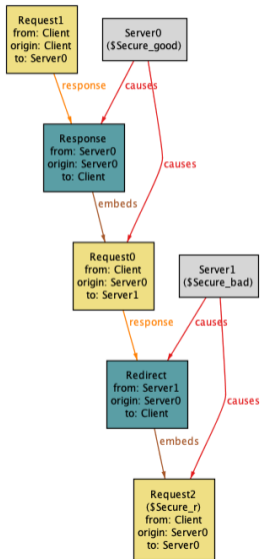 Request1
from: Client
origin: Client
to: Server0
Server0
($Secure_good)
response
causes
Response
from: Server0
origin: Server0
to: Client
causes
embeds
Request0
from: Client
origin: Server0
to: Server1
Server1
($Secure_bad)
response
causes
Redirect
from: Server1
origin: Server0
to: Client
causes
embeds
Request2
($Secure_r)
from: Client
origin: Server0
to: Server0